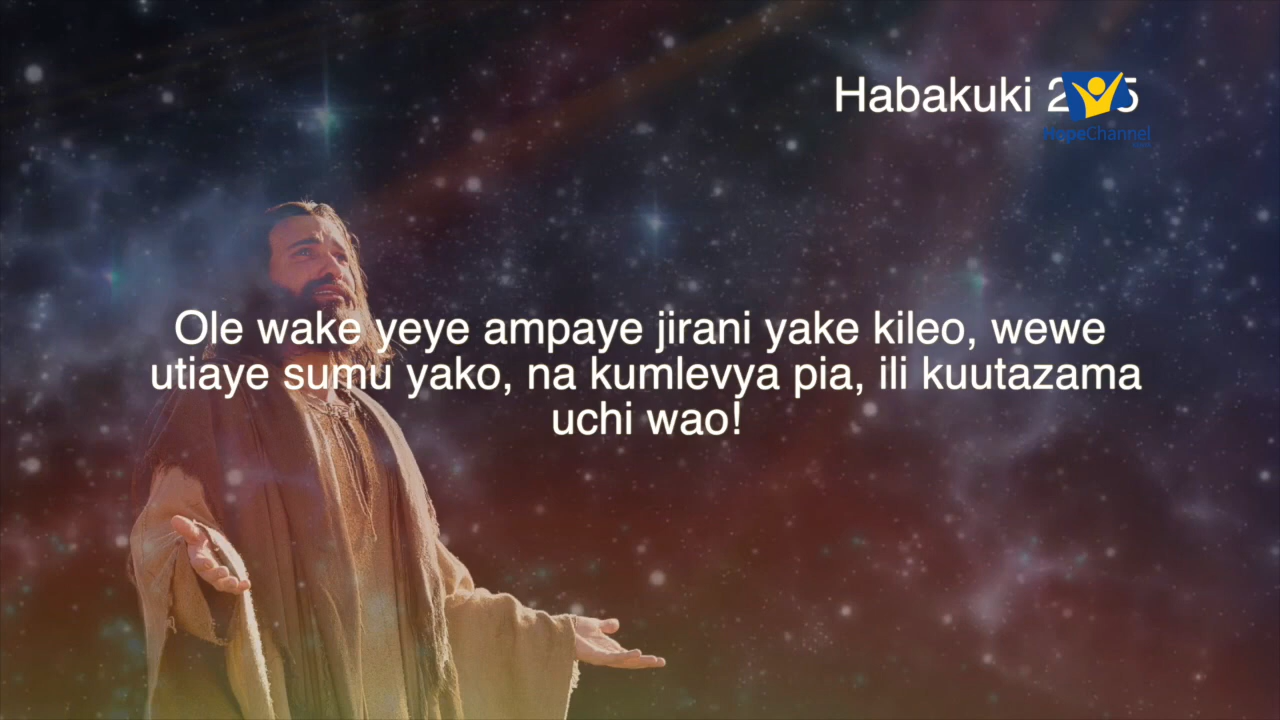 Habakuki 2
HopeChannel
Ole wake yeye ampaye jirani yake kileo, wewe
utiaye sumu yako, na kumlevya pia, ili kuutazama
uchi wao!